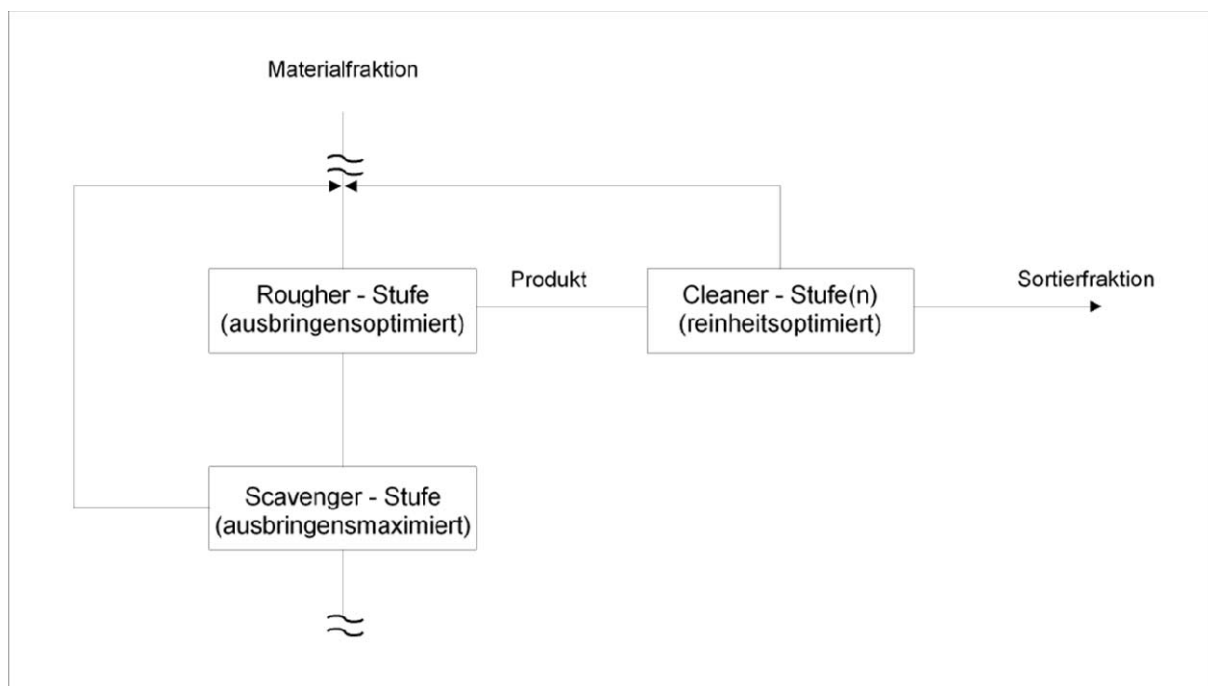 Materialfraktion
Rougher - Stufe
(ausbringensoptimiert)
Produkt
Cleaner - Stufe(n)
(reinheitsoptimiert)
Sortierfraktion
Scavenger - Stufe
(ausbringensmaximiert)